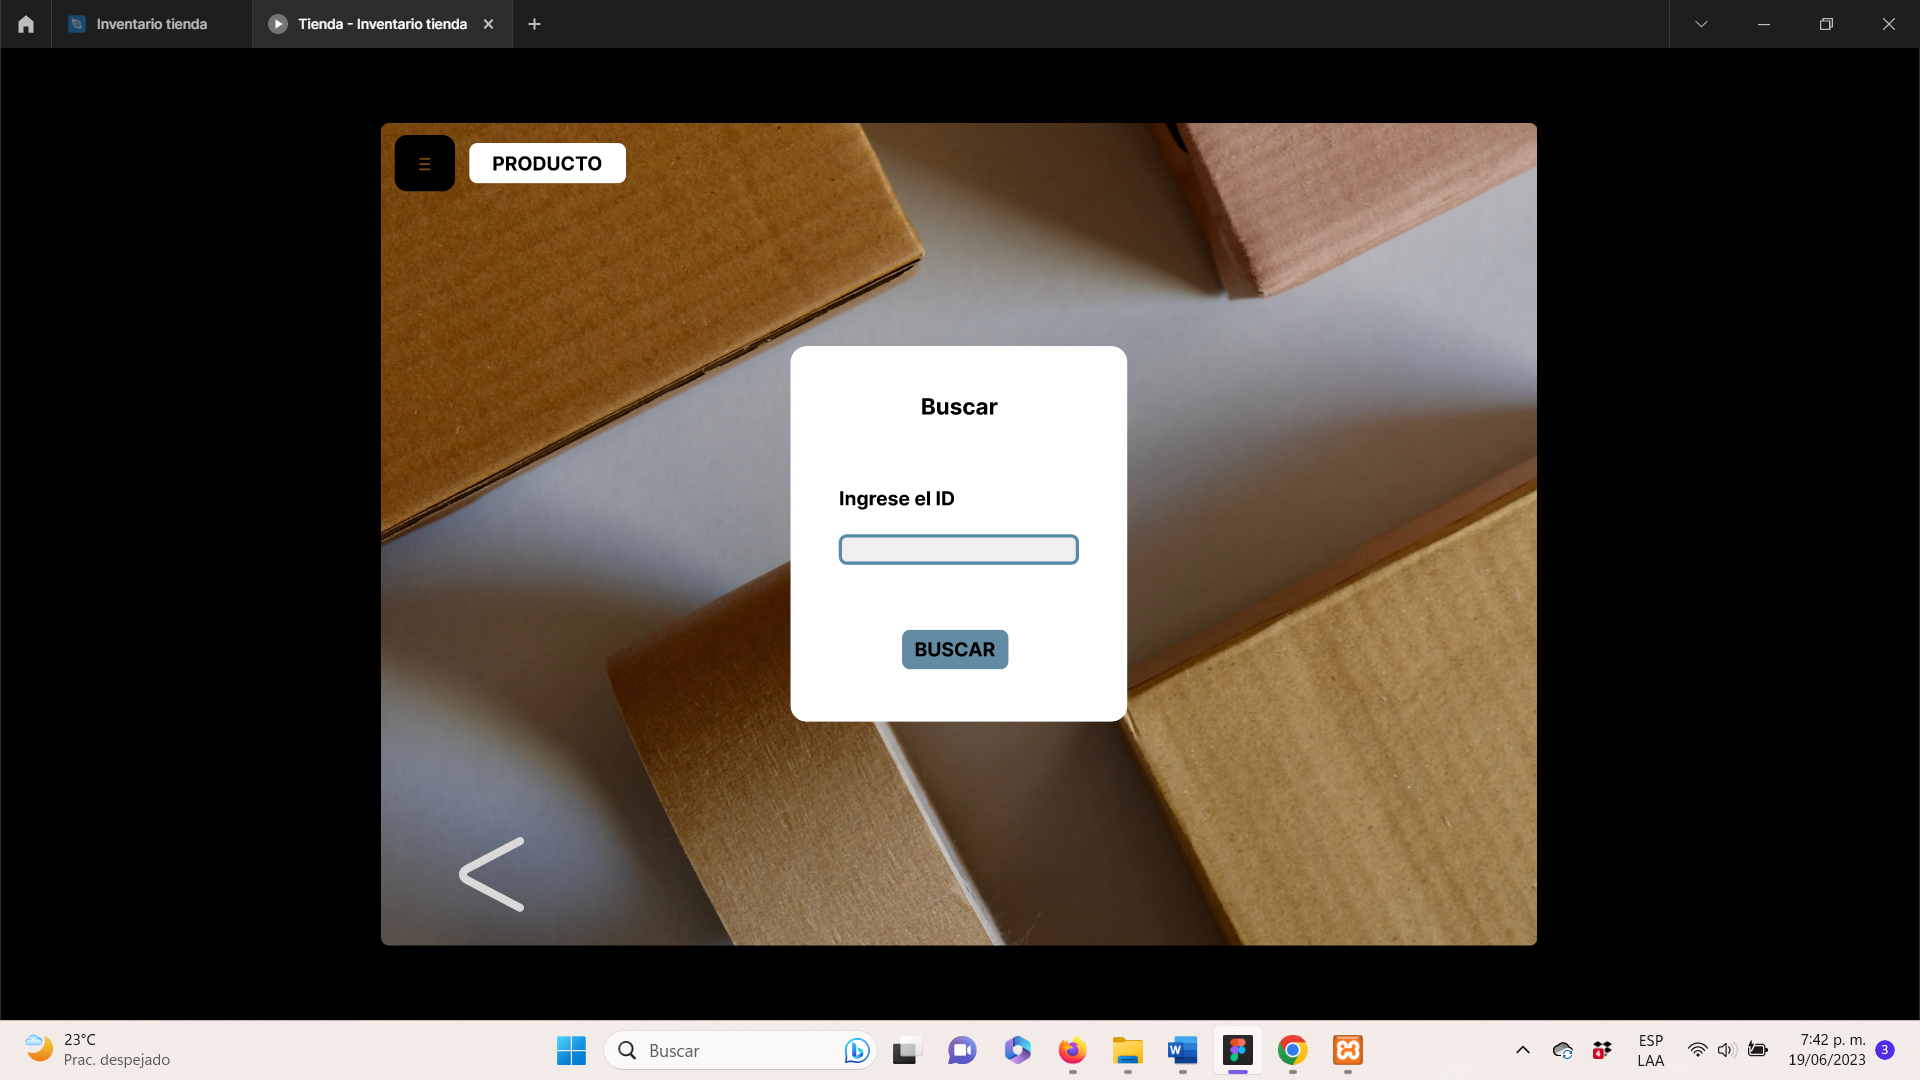 Inventario tienda
Tienda - Inventario tienda
PRODUCTO
Buscar
Ingrese el ID
BUSCAR
23°C
Prac. despejado
Buscar
4
ESP
LAA
7:42 p. m.
19/06/2023
3